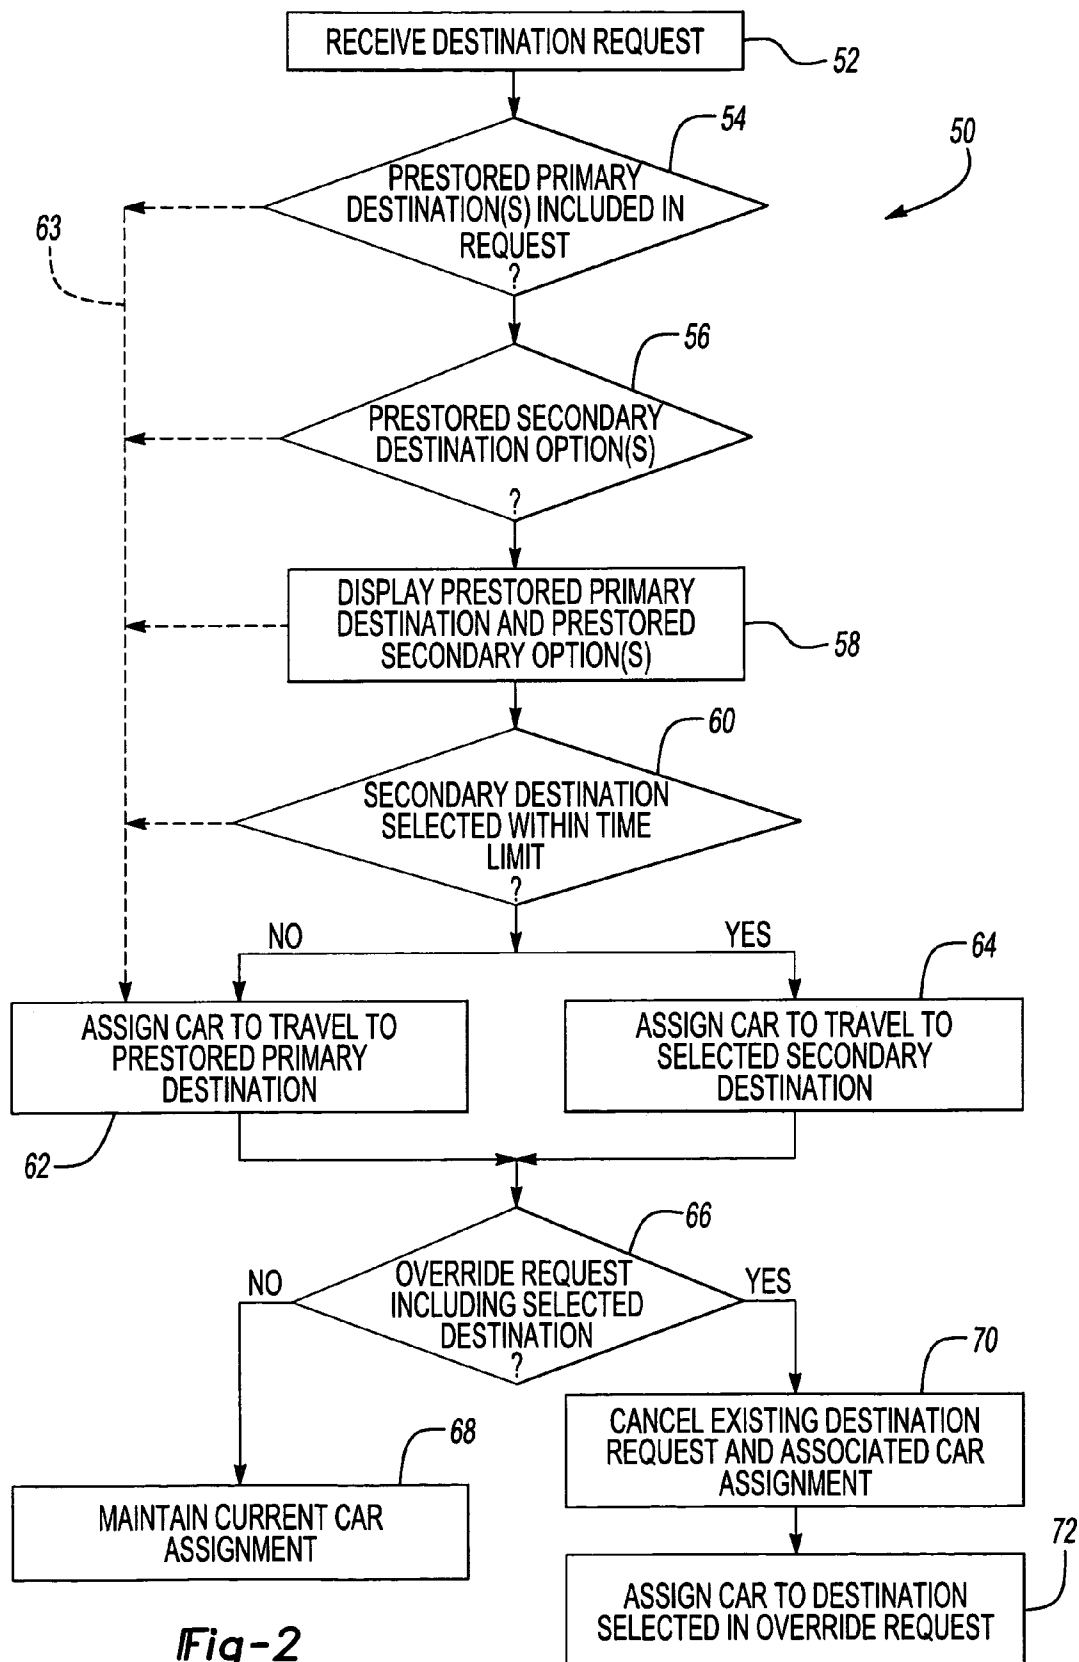 RECEIVE DESTINATION REQUEST
52
54
50
PRESTORED PRIMARY
DESTINATION(S) INCLUDED IN
REQUEST
?
63
56
PRESTORED SECONDARY
DESTINATION OPTION(S)
?
DISPLAY PRESTORED PRIMARY
DESTINATION AND PRESTORED
SECONDARY OPTION(S)
58
60
SECONDARY DESTINATION
SELECTED WITHIN TIME
LIMIT
?
NO
YES
64
ASSIGN CAR TO TRAVEL TO
PRESTORED PRIMARY
DESTINATION
ASSIGN CAR TO TRAVEL TO
SELECTED SECONDARY
DESTINATION
62
66
NO
OVERRIDE REQUEST
INCLUDING SELECTED
DESTINATION
?
YES
70
CANCEL EXISTING DESTINATION
REQUEST AND ASSOCIATED CAR
ASSIGNMENT
68
MAINTAIN CURRENT CAR
ASSIGNMENT
72
ASSIGN CAR TO DESTINATION
SELECTED IN OVERRIDE REQUEST
Fig-2